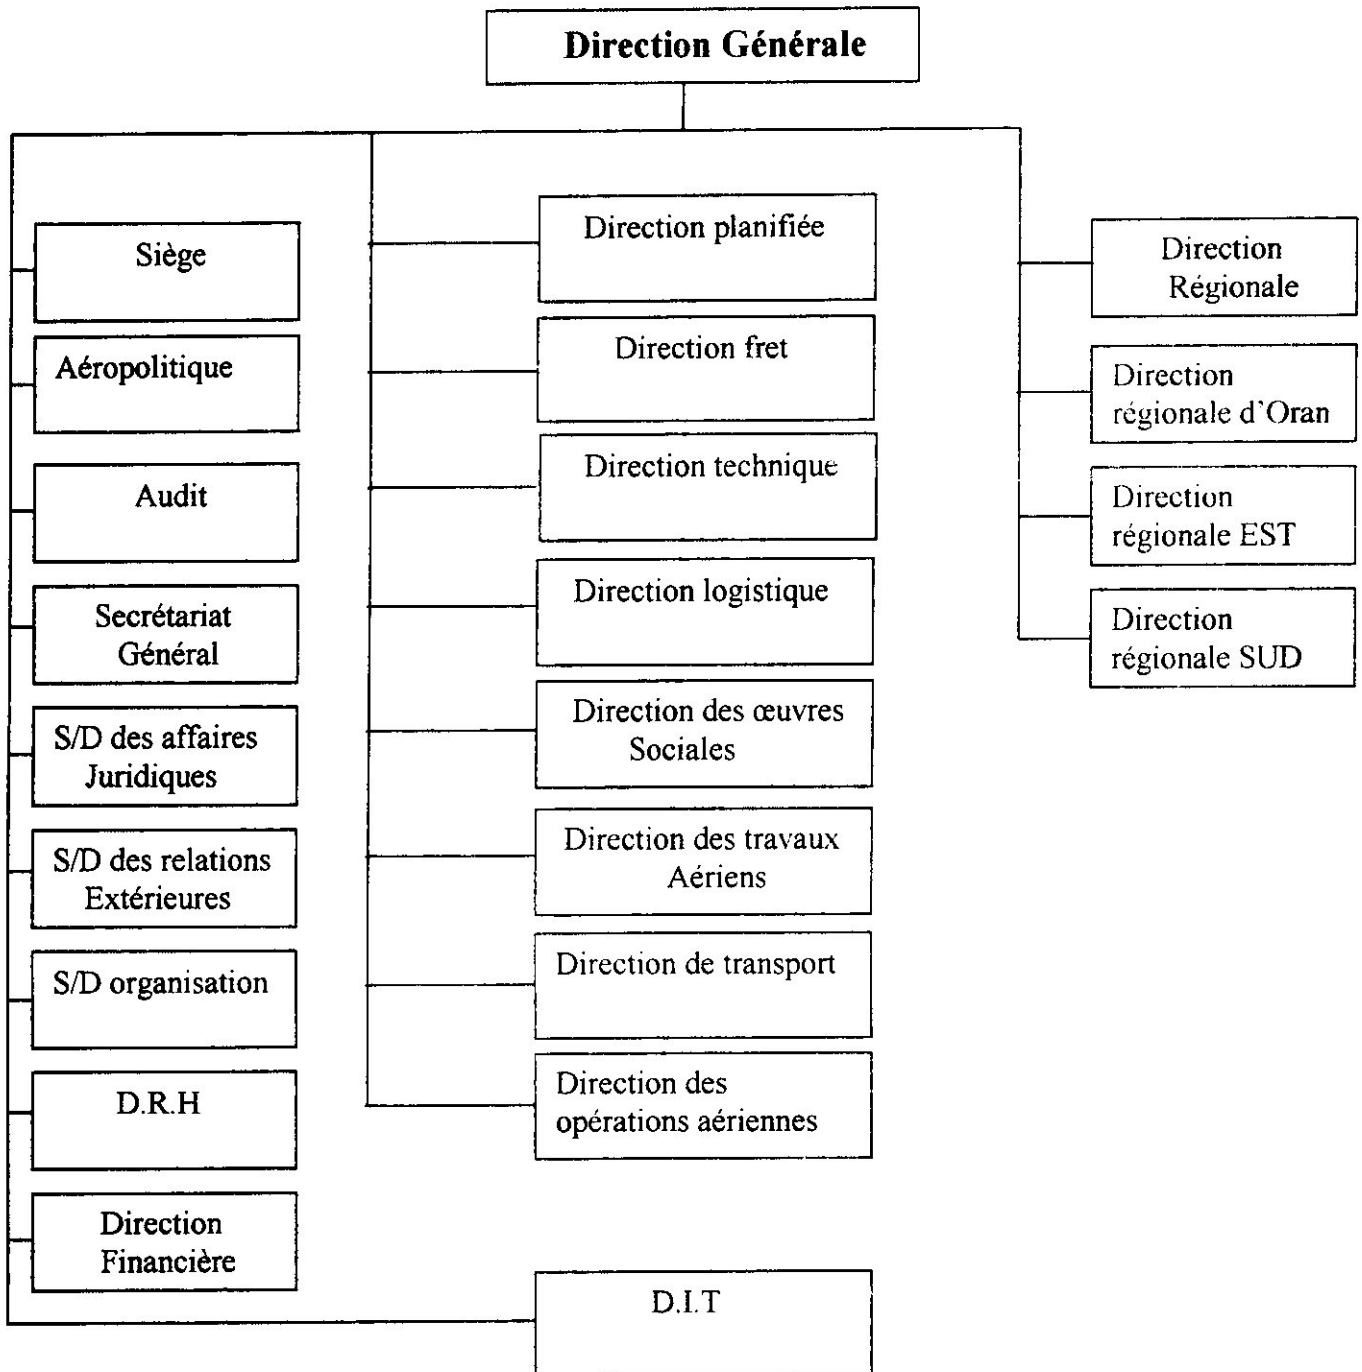 Direction Générale
Siège
Aéropolitique
Audit
Secrétariat
Général
S/D des affaires
Juridiques
S/D des relations
Extérieures
S/D organisation
D.R.H
Direction
Financière
Direction planifiée
Direction fret
Direction technique
Direction logistique
Direction des œuvres
Sociales
Direction des travaux
Aériens
Direction de transport
Direction des
opérations aériennes
D.I.T
Direction
Régionale
Direction
régionale d'Oran
Direction
régionale EST
Direction
régionale SUD